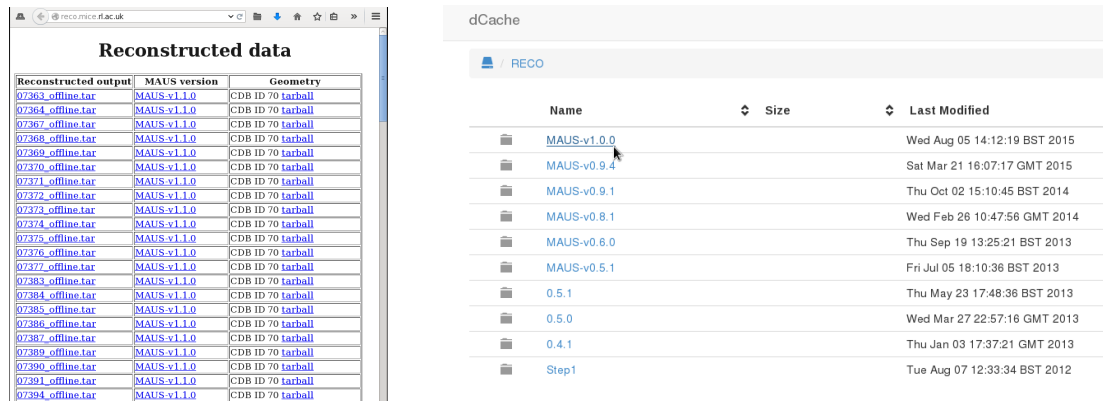 reco.mice.rl.ac.uk
Reconstructed data
Reconstructed output MAUS version Geometry
07363_offline.tar MAUS-v1.1.0 CDB ID 70 tarball
07364_offline.tar MAUS-v1.1.0 CDB ID 70 tarball
07367_offline.tar MAUS-v1.1.0 CDB ID 70 tarball
07368_offline.tar MAUS-v1.1.0 CDB ID 70 tarball
07369_offline.tar MAUS-v1.1.0 CDB ID 70 tarball
07370_offline.tar MAUS-v1.1.0 CDB ID 70 tarball
07371_offline.tar MAUS-v1.1.0 CDB ID 70 tarball
07372_offline.tar MAUS-v1.1.0 CDB ID 70 tarball
07373_offline.tar MAUS-v1.1.0 CDB ID 70 tarball
07374_offline.tar MAUS-v1.1.0 CDB ID 70 tarball
07375_offline.tar MAUS-v1.1.0 CDB ID 70 tarball
07376_offline.tar MAUS-v1.1.0 CDB ID 70 tarball
07377_offline.tar MAUS-v1.1.0 CDB ID 70 tarball
07383_offline.tar MAUS-v1.1.0 CDB ID 70 tarball
07384_offline.tar MAUS-v1.1.0 CDB ID 70 tarball
07385_offline.tar MAUS-v1.1.0 CDB ID 70 tarball
07386_offline.tar MAUS-v1.1.0 CDB ID 70 tarball
07387_offline.tar MAUS-v1.1.0 CDB ID 70 tarball
07389_offline.tar MAUS-v1.1.0 CDB ID 70 tarball
07390_offline.tar MAUS-v1.1.0 CDB ID 70 tarball
07391_offline.tar MAUS-v1.1.0 CDB ID 70 tarball
07394_offline.tar MAUS-v1.1.0 CDB ID 70 tarball
dCache
/ RECO
Name Size Last Modified
MAUS-v1.0.0 Wed Aug 05 14:12:19 BST 2015
MAUS-v0.9.4 Sat Mar 21 16:07:17 GMT 2015
MAUS-v0.9.1 Thu Oct 02 15:10:45 BST 2014
MAUS-v0.8.1 Wed Feb 26 10:47:56 GMT 2014
MAUS-v0.6.0 Thu Sep 19 13:25:21 BST 2013
MAUS-v0.5.1 Fri Jul 05 18:10:36 BST 2013
0.5.1 Thu May 23 17:48:36 BST 2013
0.5.0 Wed Mar 27 22:57:16 GMT 2013
0.4.1 Thu Jan 03 17:37:21 GMT 2013
Step1 Tue Aug 07 12:33:34 BST 2012